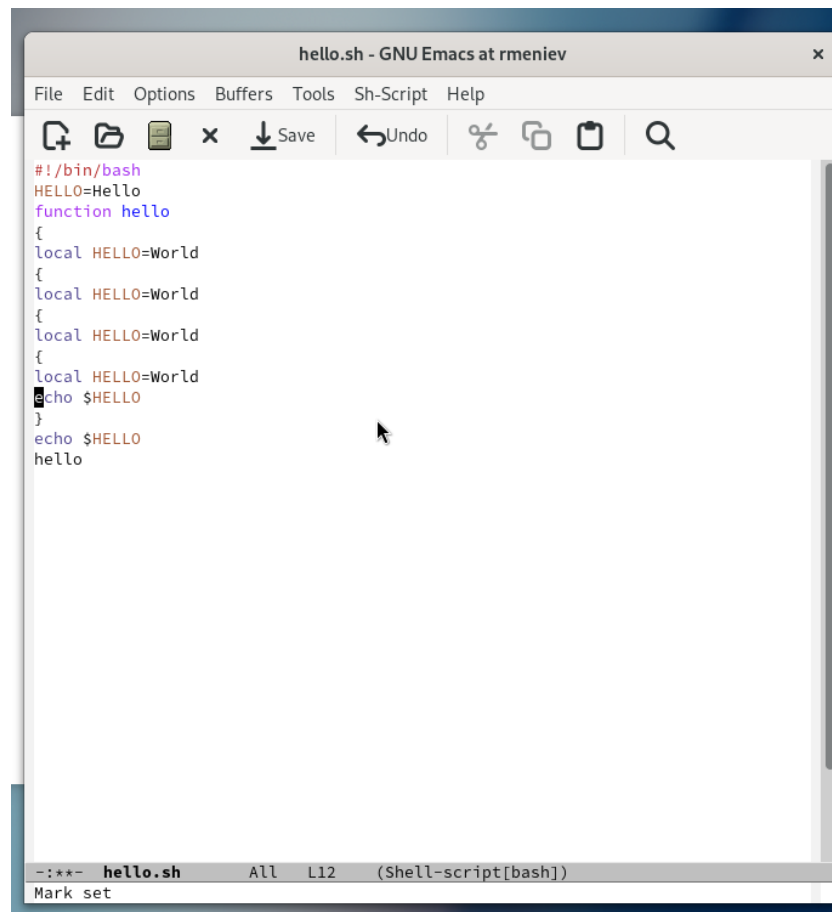 hello.sh - GNU Emacs at rmeniev
File Edit Options Buffers Tools Sh-Script Help
Save Undo
#!/bin/bash
HELLO=Hello
function hello
{
local HELLO=World
{
local HELLO=World
{
local HELLO=World
{
local HELLO=World
echo $HELLO
}
echo $HELLO
hello
-:**- hello.sh All L12 (Shell-script[bash])
Mark set